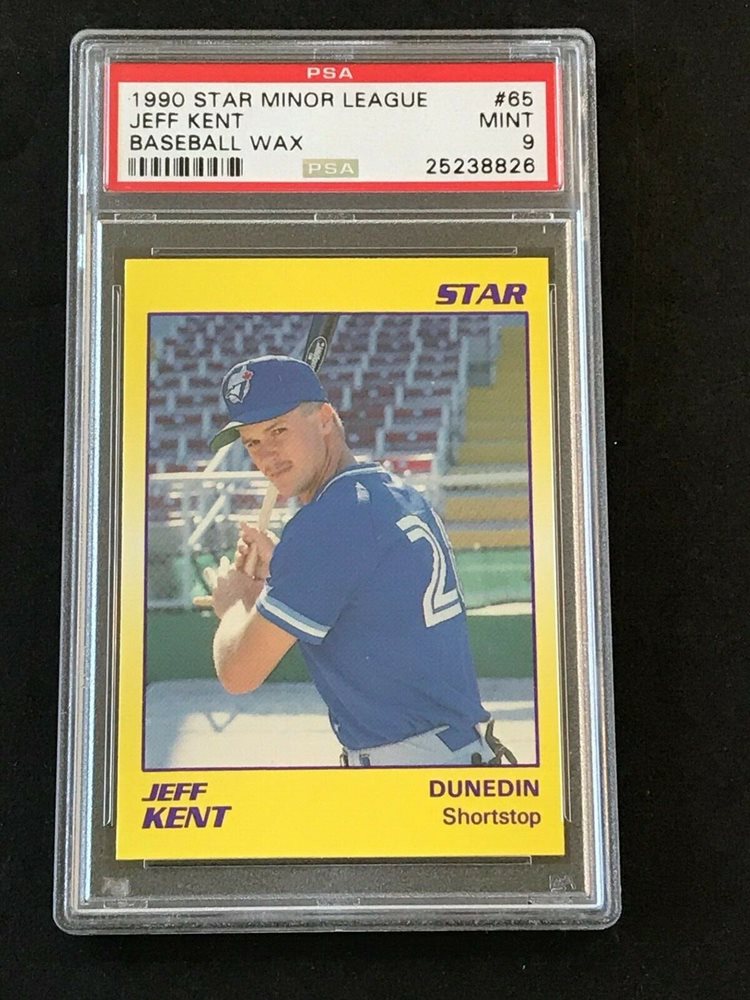 PSA
1990 STAR MINOR LEAGUE #65
JEFF KENT MINT
BASEBALL WAX 9
PSA 25238826
STAR
JEFF DUNEDIN
KENT Shortstop